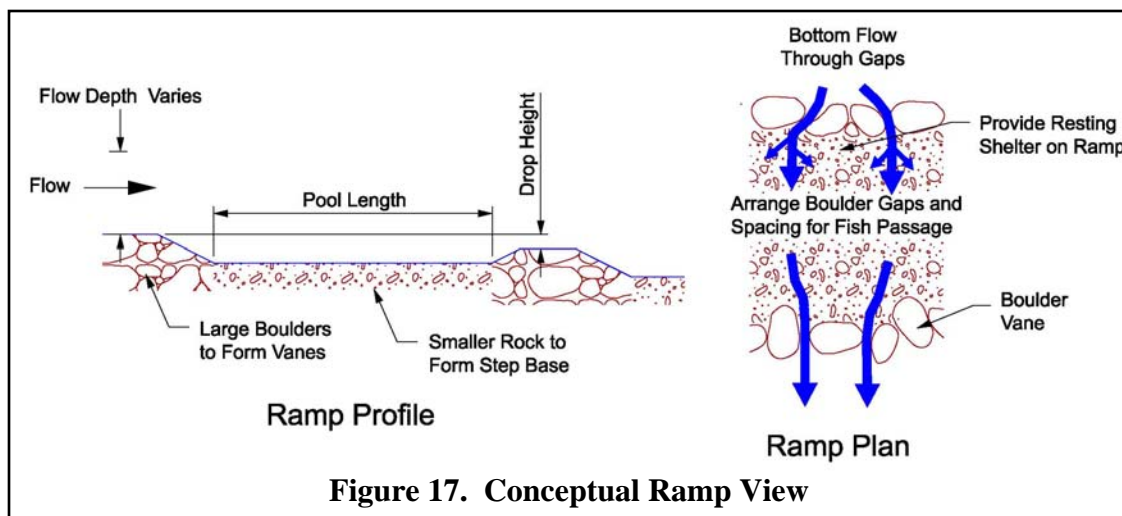 Flow Depth Varies
Flow
Pool Length
Drop Height
Large Boulders
to Form Vanes
Smaller Rock to
Form Step Base
Ramp Profile
Bottom Flow
Through Gaps
Provide Resting
Shelter on Ramp
Arrange Boulder Gaps and
Spacing for Fish Passage
Boulder
Vane
Ramp Plan
Figure 17. Conceptual Ramp View